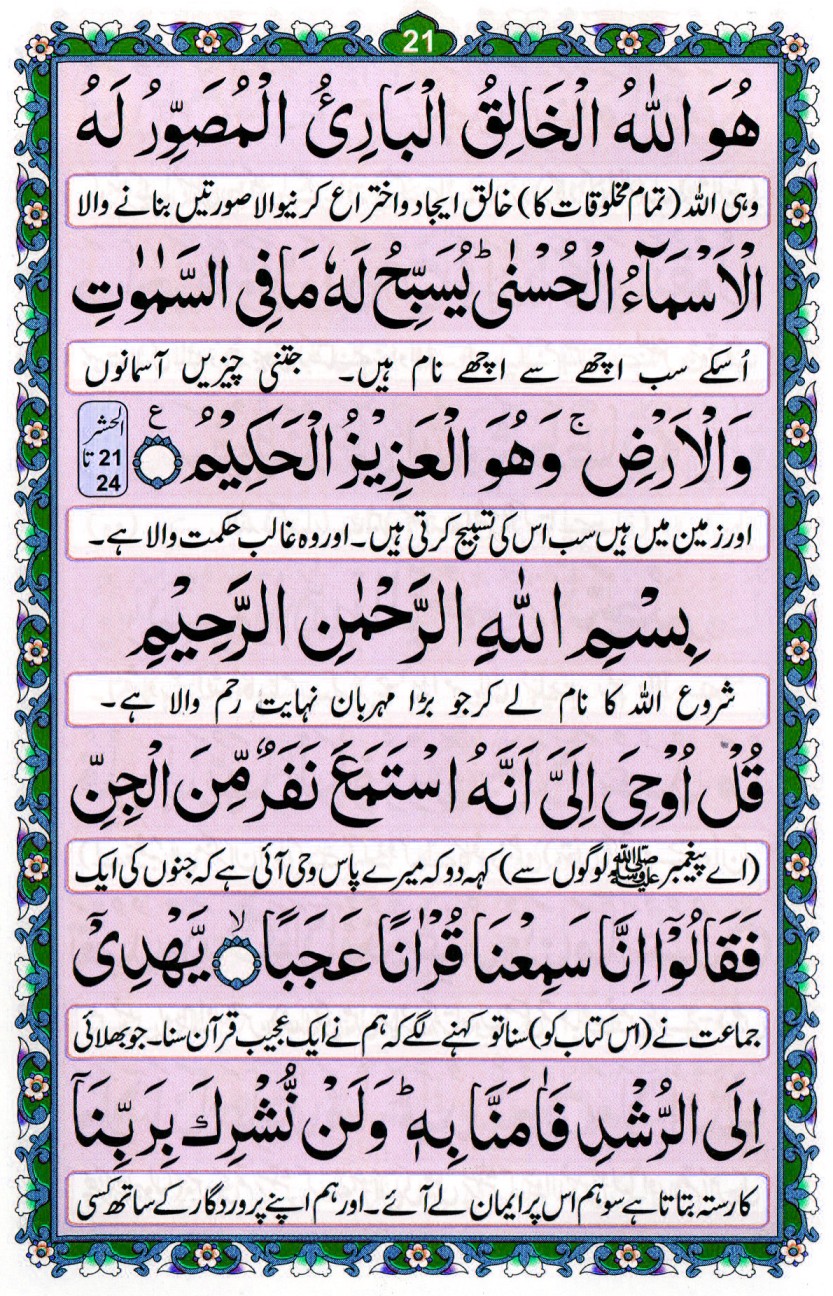 21
هُوَ اللّٰهُ الْخَالِقُ الْبَارِئُ الْمُصَوِّرُ لَهُ
وہی اللہ (تمام مخلوقات کا) خالق ایجاد و اختراع کرنیوالا صورتیں بنانے والا
الْاَسْمَآءُ الْحُسْنٰى ؕ يُسَبِّحُ لَهٗ مَا فِى السَّمٰوٰتِ
اُسکے سب اچھے سے اچھے نام ہیں۔ جتنی چیزیں آسمانوں
وَالْاَرْضِ ۚ وَهُوَ الْعَزِيْزُ الْحَكِيْمُ ع
الحشر
21 تا
24
اور زمین میں ہیں سب اس کی تسبیح کرتی ہیں۔ اور وہ غالب حکمت والا ہے۔
بِسْمِ اللّٰهِ الرَّحْمٰنِ الرَّحِيْمِ
شروع اللہ کا نام لے کر جو بڑا مہربان نہایت رحم والا ہے۔
قُلْ اُوْحِىَ اِلَىَّ اَنَّهُ اسْتَمَعَ نَفَرٌ مِّنَ الْجِنِّ
(اے پیغمبر ﷺ لوگوں سے) کہہ دو کہ میرے پاس وحی آئی ہے کہ جنوں کی ایک
فَقَالُوْۤا اِنَّا سَمِعْنَا قُرْاٰنًا عَجَبًا ۙ يَّهْدِىْۤ
جماعت نے (اس کتاب کو) سنا تو کہنے لگے کہ ہم نے ایک عجیب قرآن سنا۔ جو بھلائی
اِلَى الرُّشْدِ فَاٰمَنَّا بِهٖ ؕ وَلَنْ نُّشْرِكَ بِرَبِّنَاۤ
کا رستہ بتاتا ہے سو ہم اس پر ایمان لے آئے۔ اور ہم اپنے پروردگار کے ساتھ کسی